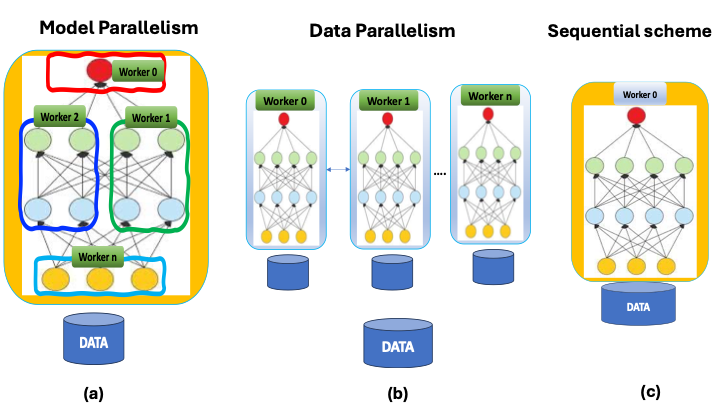 Model Parallelism
Data Parallelism
Sequential scheme
Worker 0
Worker 2
Worker 1
Worker n
DATA
(a)
Worker 0
Worker 1
Worker n
....
DATA
(b)
Worker 0
DATA
(c)